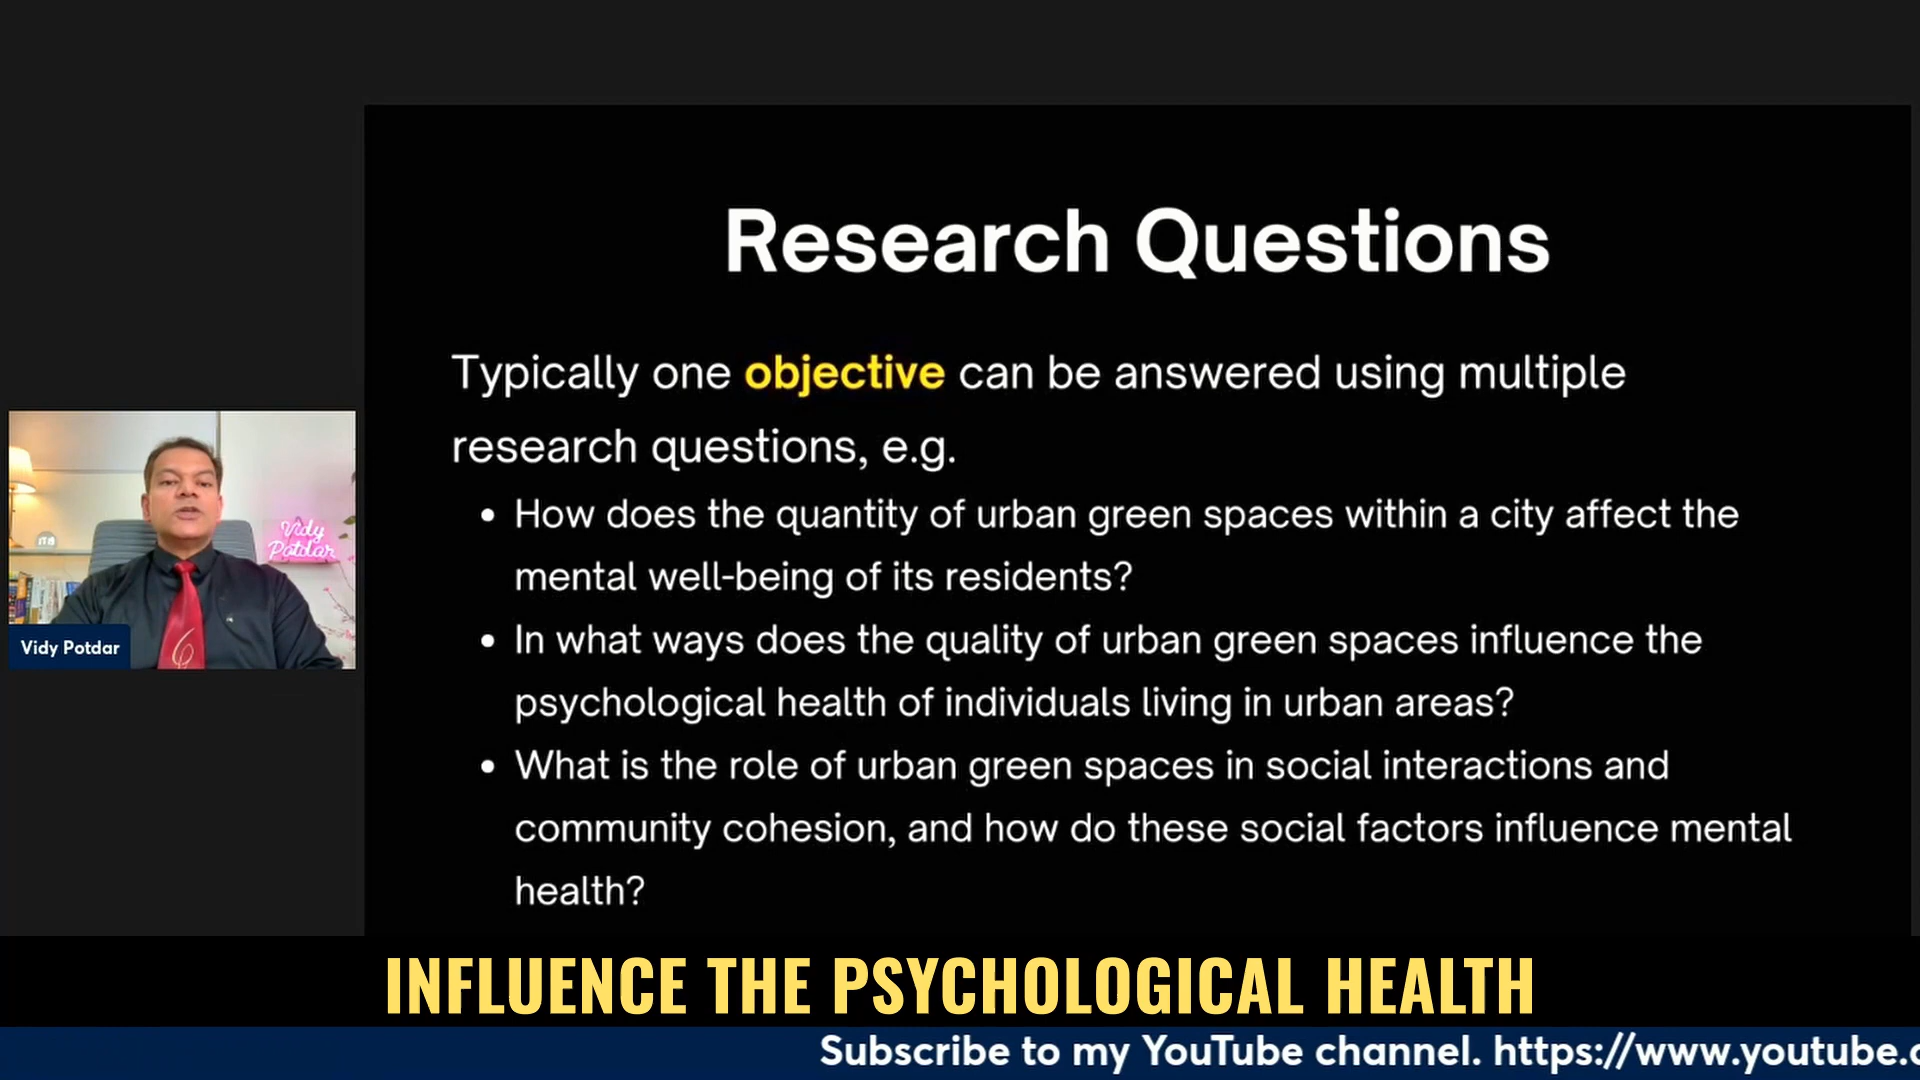 Research Questions
Typically one objective can be answered using multiple
research questions, e.g.
• How does the quantity of urban green spaces within a city affect the
mental well-being of its residents?
• In what ways does the quality of urban green spaces influence the
psychological health of individuals living in urban areas?
• What is the role of urban green spaces in social interactions and
community cohesion, and how do these social factors influence mental
health?
Vidy
Potdar
Vidy Potdar
INFLUENCE THE PSYCHOLOGICAL HEALTH
Subscribe to my YouTube channel. https://www.youtube.c